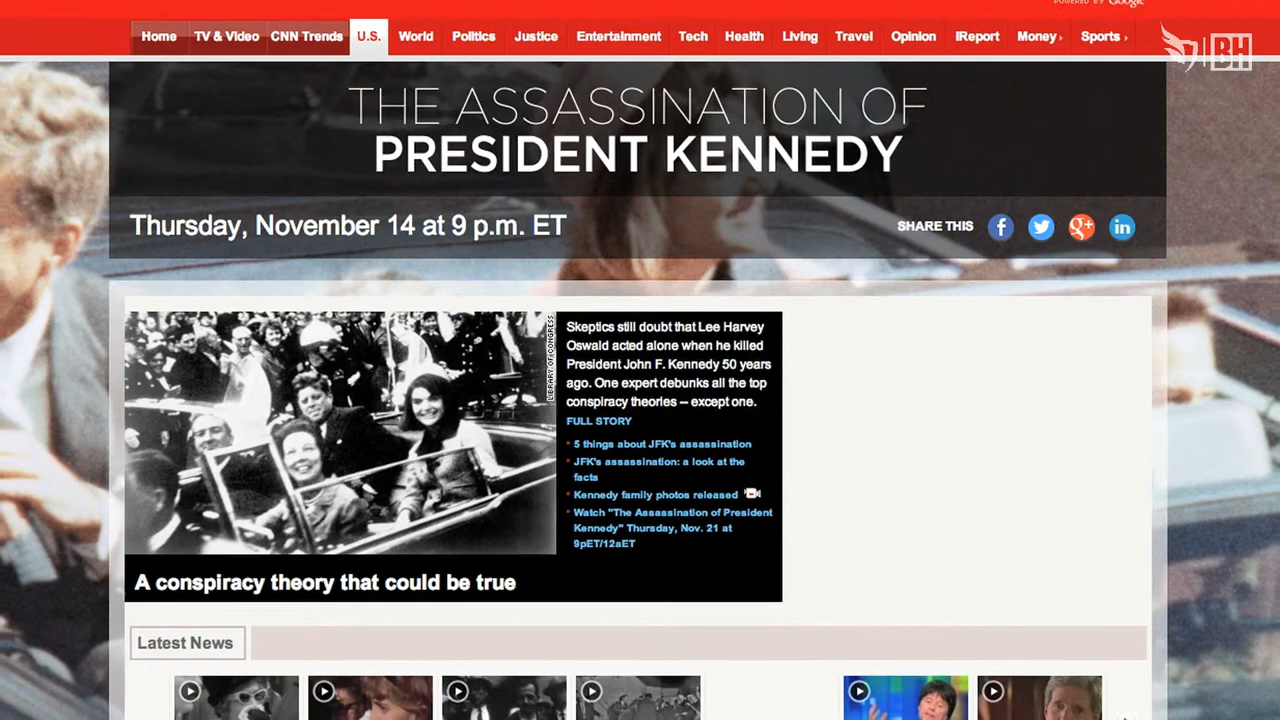 POWERED BY Google
Home TV & Video CNN Trends U.S. World Politics Justice Entertainment Tech Health Living Travel Opinion iReport Money› Sports›
BH
THE ASSASSINATION OF
PRESIDENT KENNEDY
Thursday, November 14 at 9 p.m. ET
SHARE THIS f g+ in
LIBRARY OF CONGRESS
Skeptics still doubt that Lee Harvey
Oswald acted alone when he killed
President John F. Kennedy 50 years
ago. One expert debunks all the top
conspiracy theories – except one.
FULL STORY
5 things about JFK's assassination
JFK's assassination: a look at the
facts
Kennedy family photos released
Watch "The Assassination of President
Kennedy" Thursday, Nov. 21 at
9pET/12aET
A conspiracy theory that could be true
Latest News